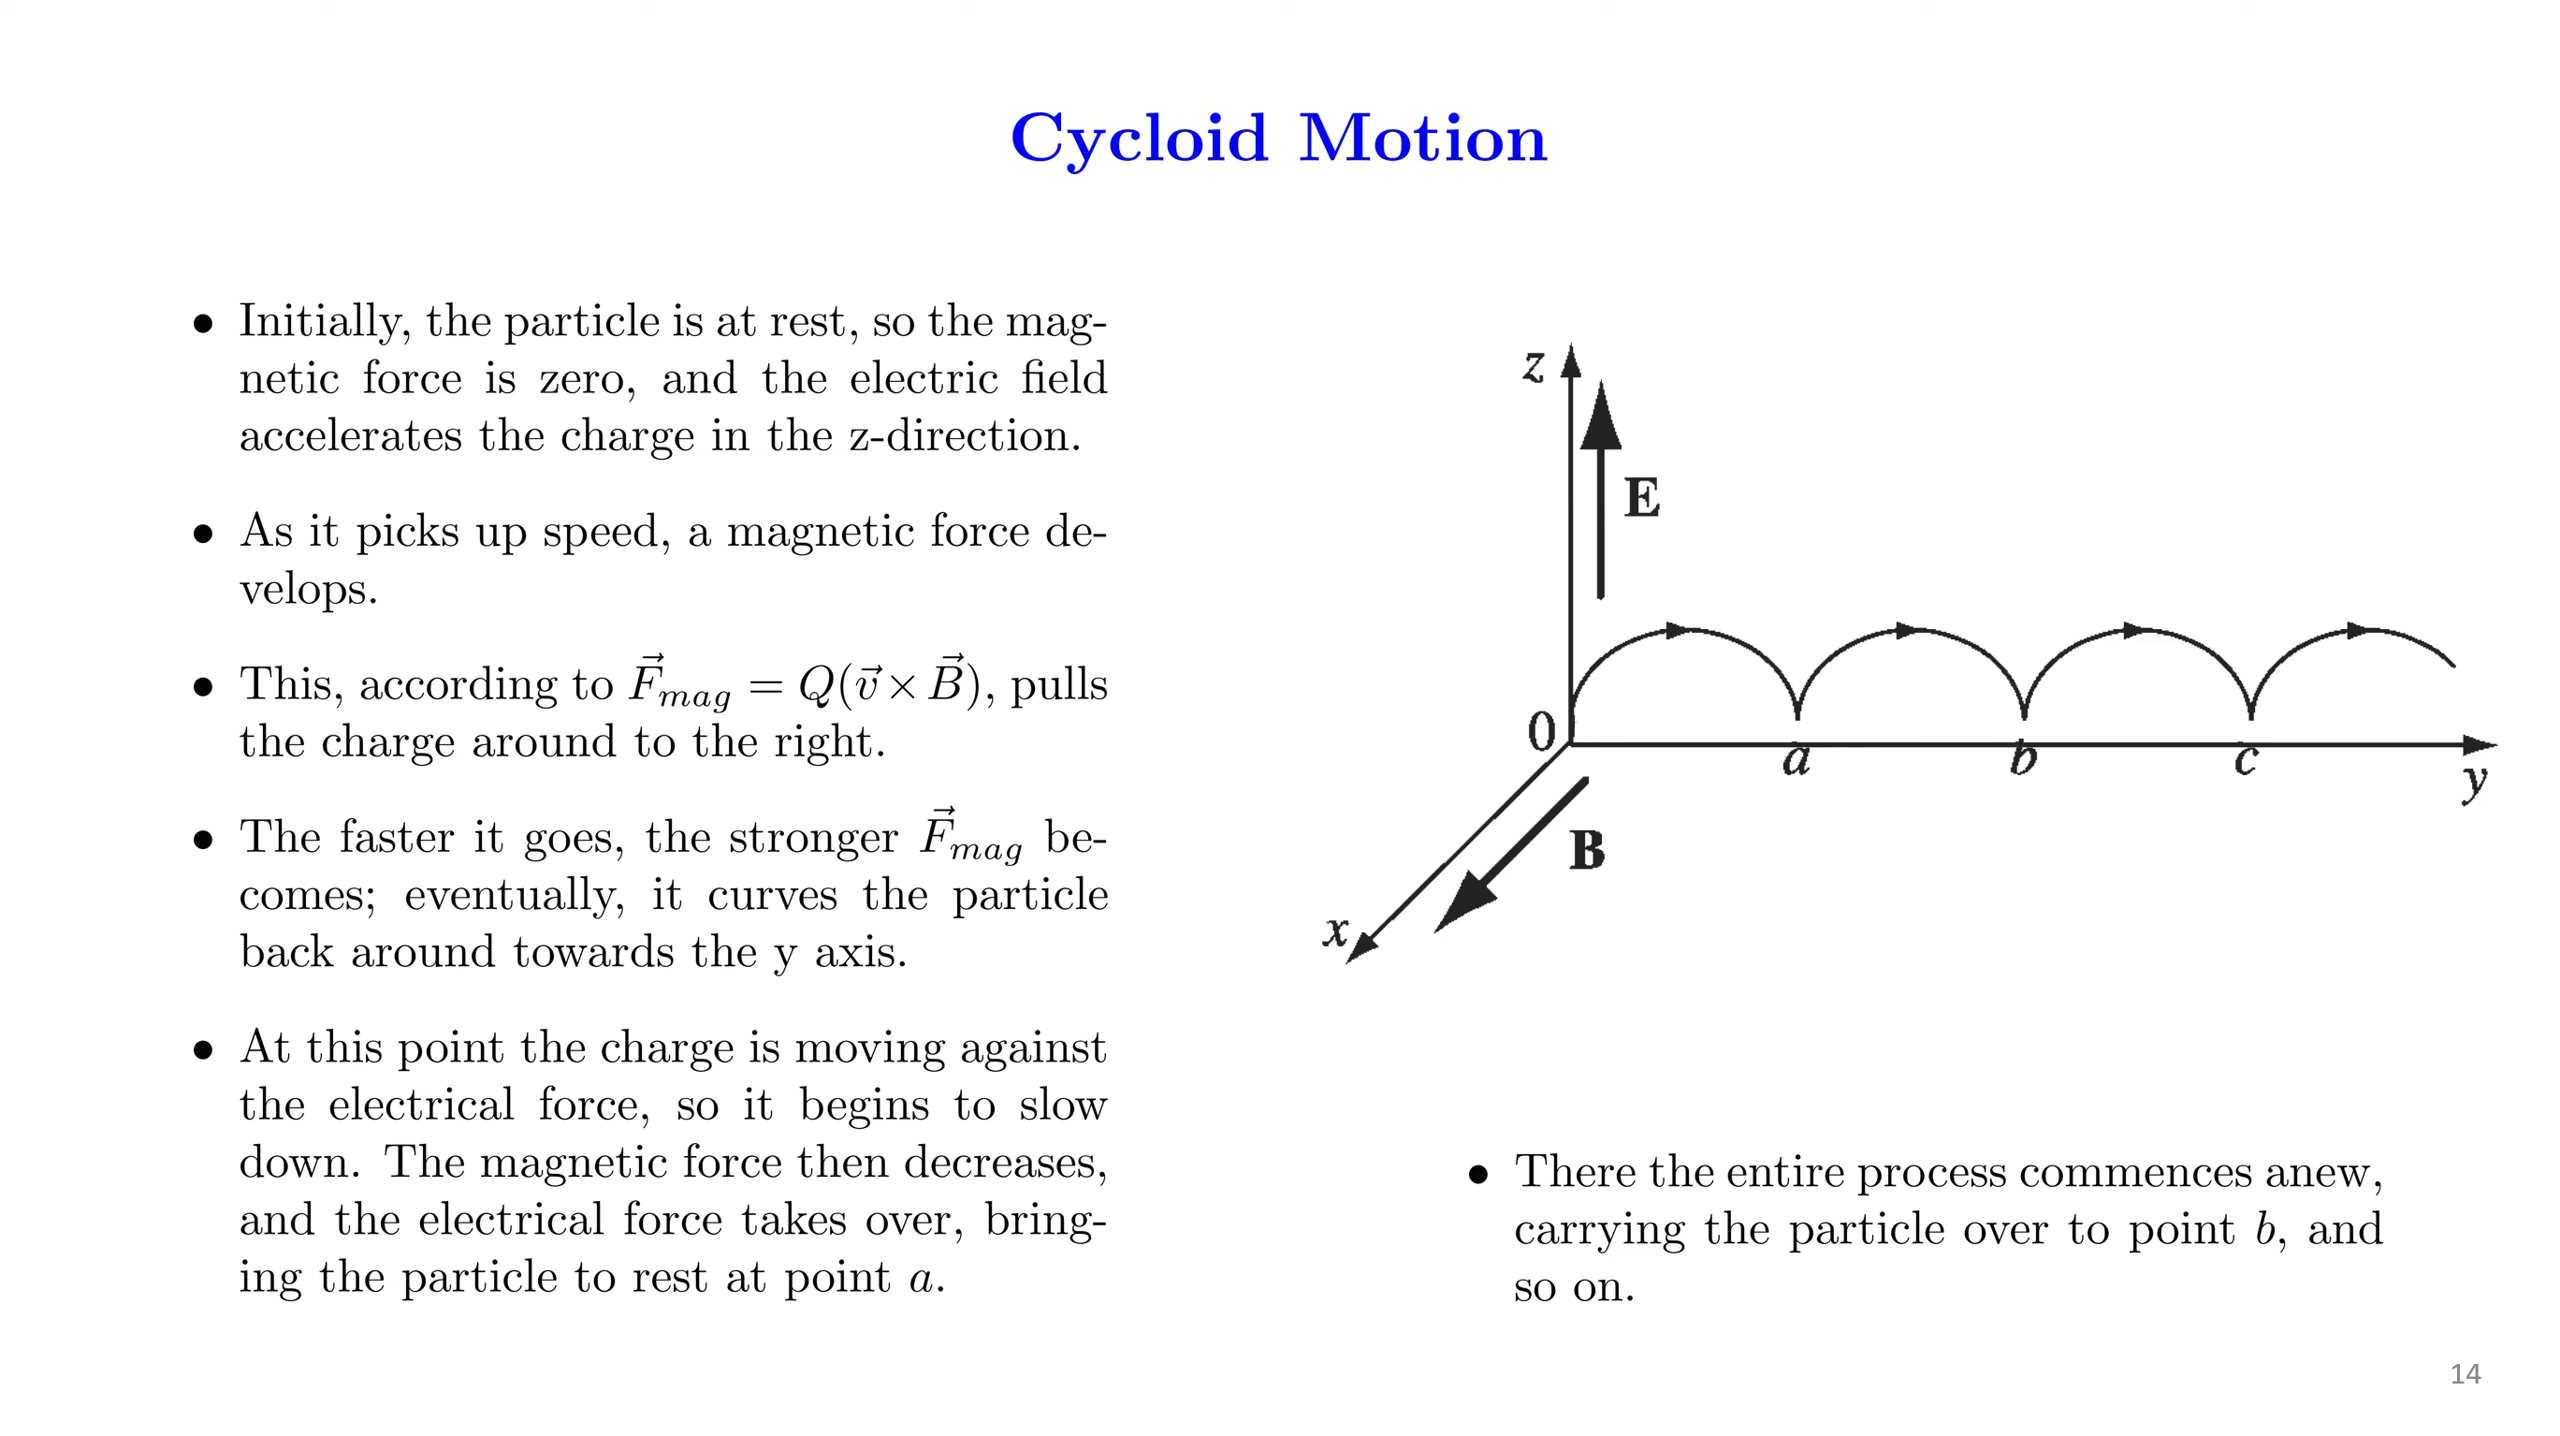 Cycloid Motion
• Initially, the particle is at rest, so the mag-
netic force is zero, and the electric field
accelerates the charge in the z-direction.
• As it picks up speed, a magnetic force de-
velops.
• This, according to $\vec{F}_{mag} = Q(\vec{v} \times \vec{B})$, pulls
the charge around to the right.
• The faster it goes, the stronger $\vec{F}_{mag}$ be-
comes; eventually, it curves the particle
back around towards the y axis.
• At this point the charge is moving against
the electrical force, so it begins to slow
down. The magnetic force then decreases,
and the electrical force takes over, bring-
ing the particle to rest at point a.
z
E
0
a
b
c
y
B
x
• There the entire process commences anew,
carrying the particle over to point b, and
so on.
14